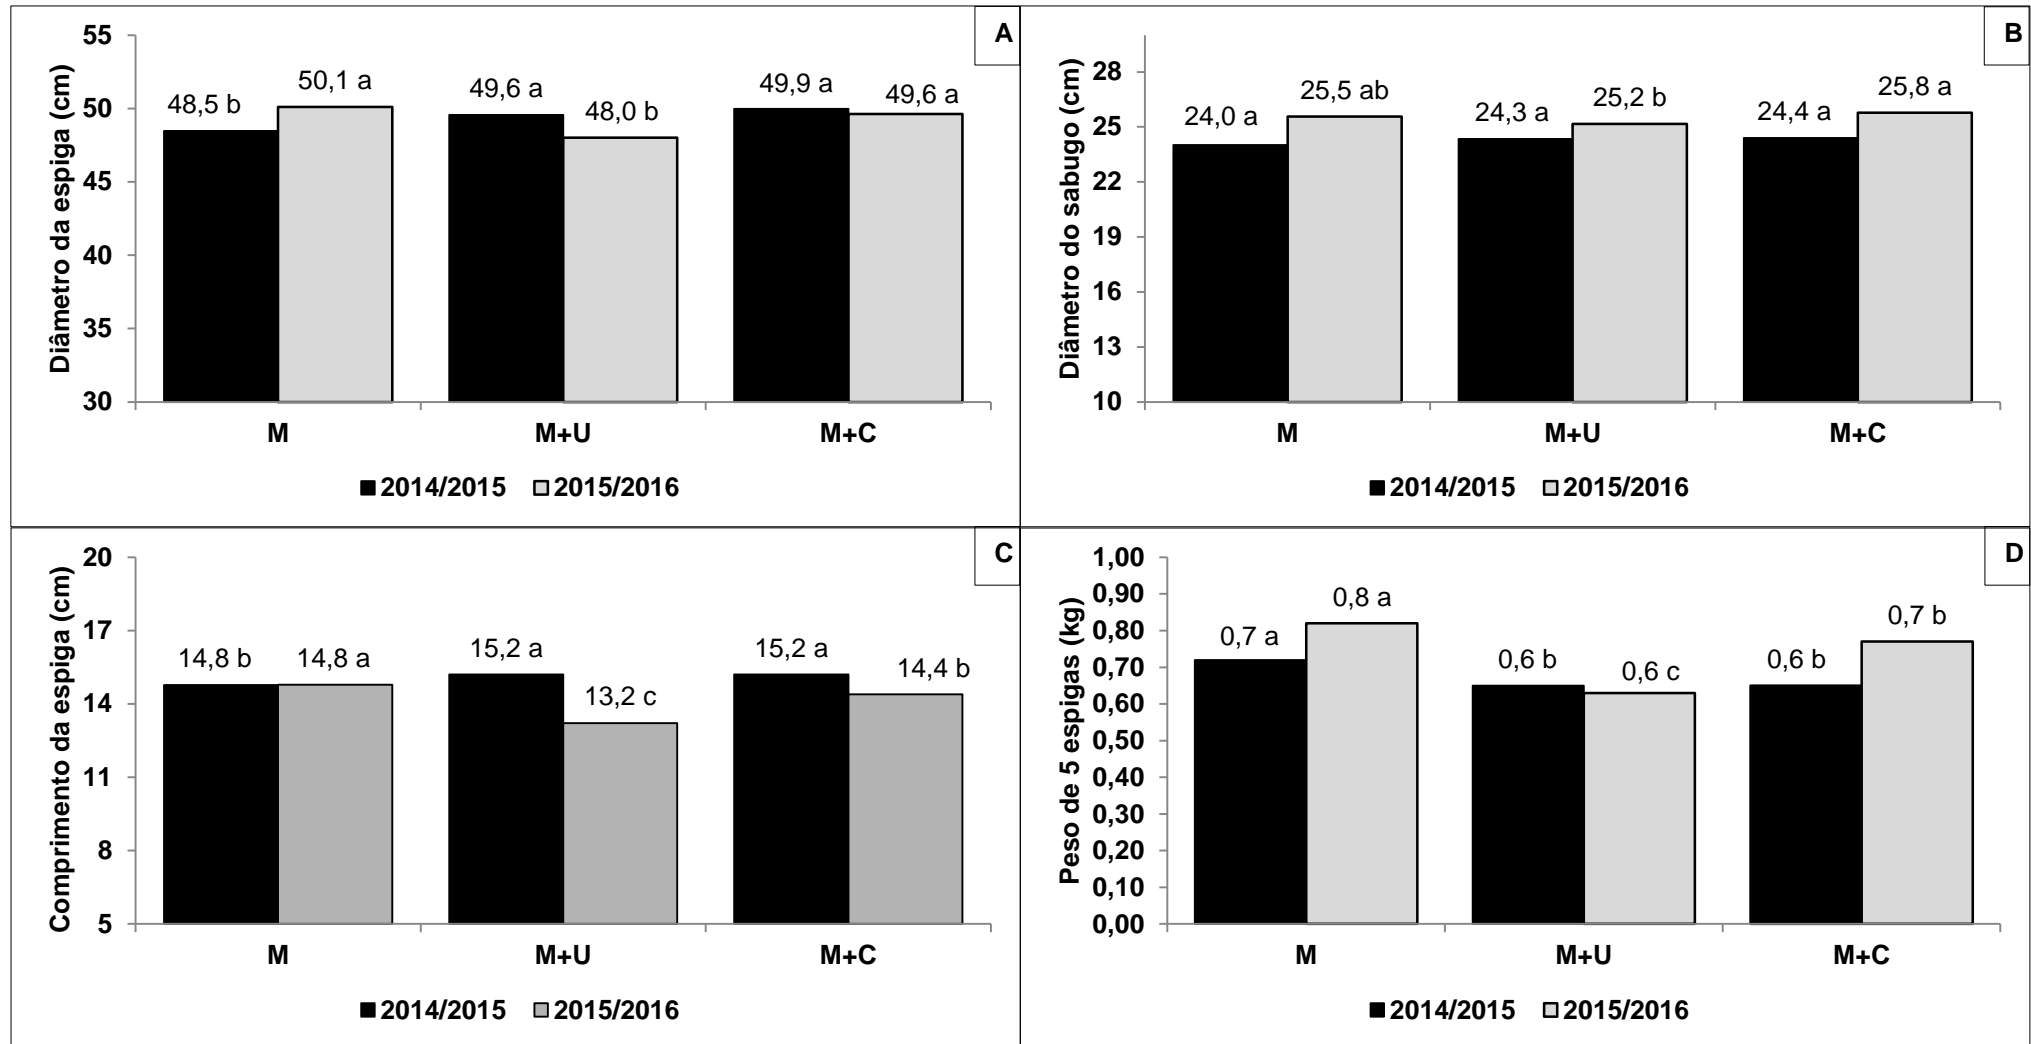 A
Diâmetro da espiga (cm)
55
50
45
40
35
30
48,5 b
50,1 a
49,6 a
48,0 b
49,9 a
49,6 a
M
M+U
M+C
2014/2015
2015/2016
B
Diâmetro do sabugo (cm)
28
25
22
19
16
13
10
24,0 a
25,5 ab
24,3 a
25,2 b
24,4 a
25,8 a
M
M+U
M+C
2014/2015
2015/2016
C
Comprimento da espiga (cm)
20
17
14
11
8
5
14,8 b
14,8 a
15,2 a
13,2 c
15,2 a
14,4 b
M
M+U
M+C
2014/2015
2015/2016
D
Peso de 5 espigas (kg)
1,00
0,90
0,80
0,70
0,60
0,50
0,40
0,30
0,20
0,10
0,00
0,7 a
0,8 a
0,6 b
0,6 c
0,6 b
0,7 b
M
M+U
M+C
2014/2015
2015/2016